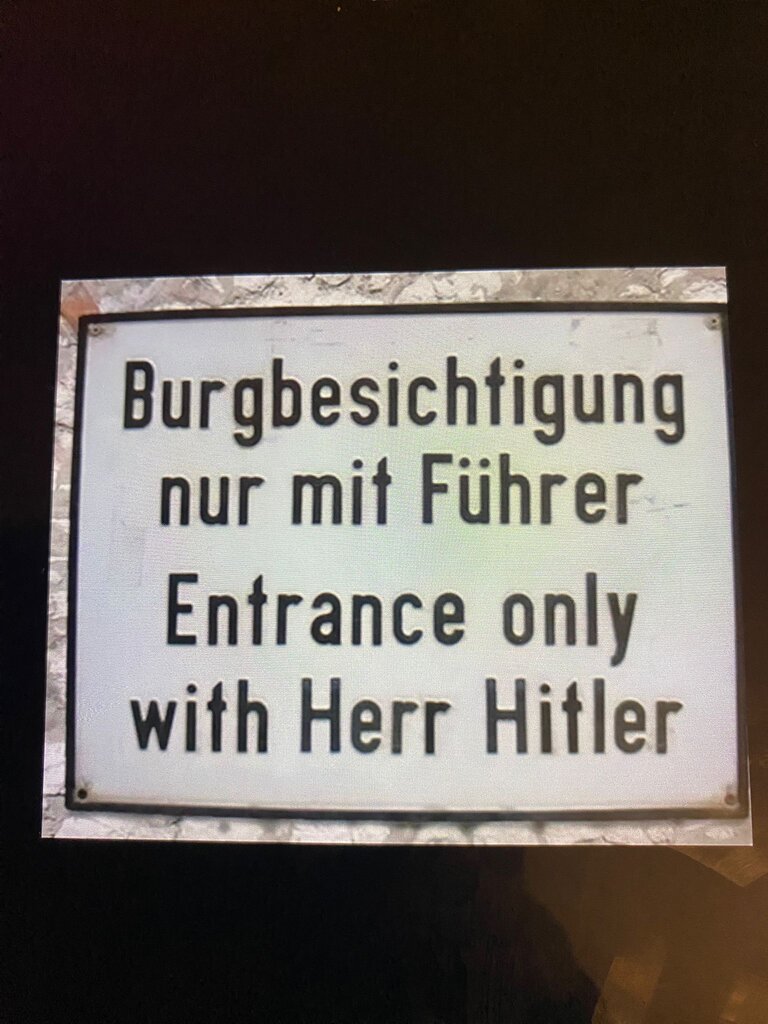 Burgbesichtigung
nur mit Führer
Entrance only
with Herr Hitler